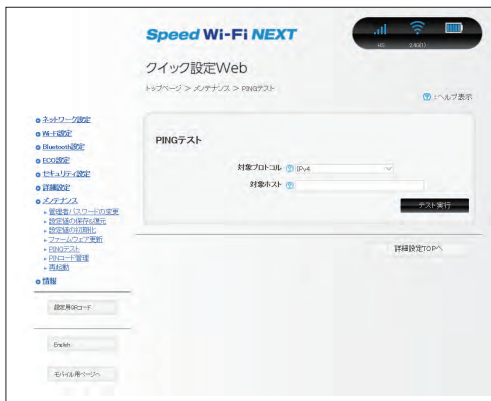 Speed Wi-Fi NEXT
HS
2.4G(1)
クイック設定Web
トップページ > メンテナンス > PINGテスト
:ヘルプ表示
ネットワーク設定
Wi-Fi設定
Bluetooth設定
ECO設定
セキュリティ設定
詳細設定
メンテナンス
管理者パスワードの変更
設定値の保存&復元
設定値の初期化
ファームウェア更新
PINGテスト
PINコード管理
再起動
情報
設定用QRコード
English
モバイル用ページへ
PINGテスト
対象プロトコル ? IPv4
対象ホスト ?
テスト実行
詳細設定TOPへ